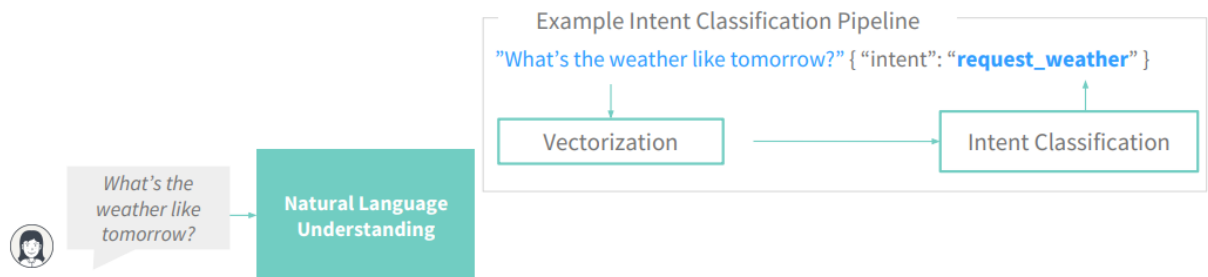 Example Intent Classification Pipeline
”What’s the weather like tomorrow?” { “intent”: “request_weather” }
Vectorization
Intent Classification
What’s the
weather like
tomorrow?
Natural Language
Understanding